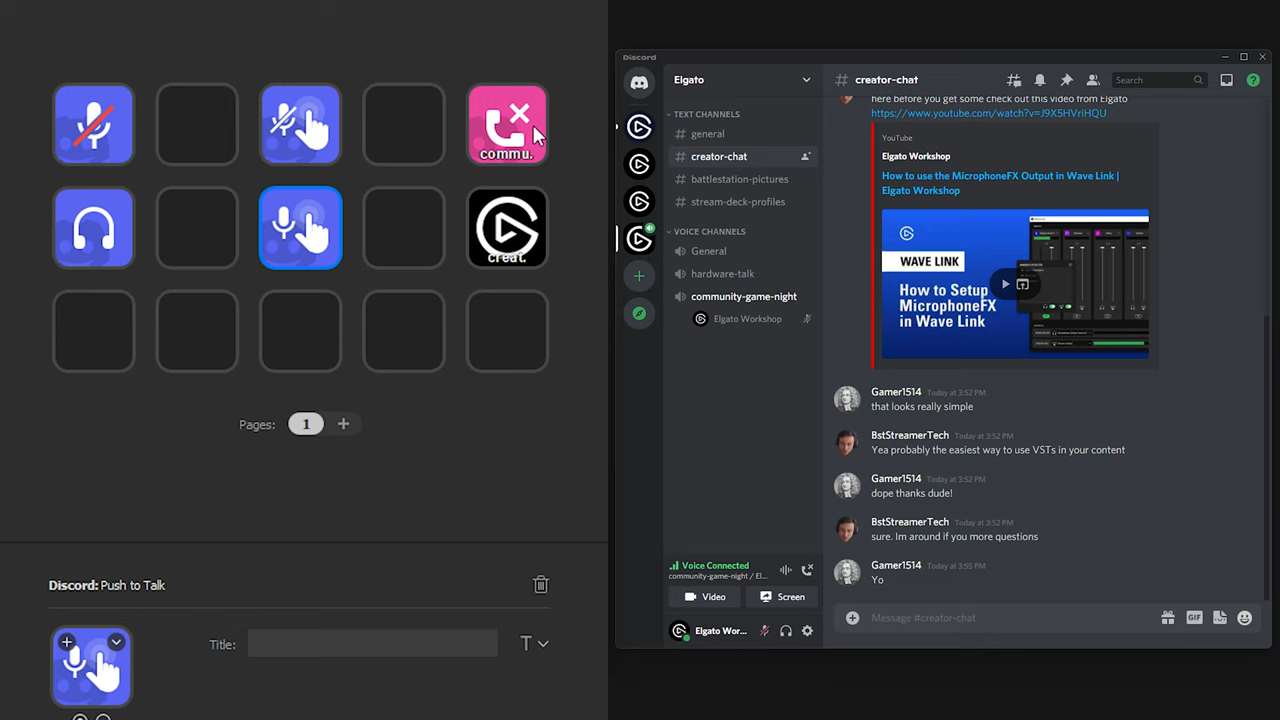 commu.
creat.
Pages: 1 +
Discord: Push to Talk
Title:
T
Discord
Elgato
TEXT CHANNELS
# general
# creator-chat
# battlestation-pictures
# stream-deck-profiles
VOICE CHANNELS
General
hardware-talk
community-game-night
Elgato Workshop
Voice Connected
community-game-night / El...
Video
Screen
Elgato Wor...
# creator-chat
Search
here before you get some check out this video from Elgato
https://www.youtube.com/watch?v=J9X5HVriHQU
YouTube
Elgato Workshop
How to use the MicrophoneFX Output in Wave Link |
Elgato Workshop
WAVE LINK
How to Setup
MicrophoneFX
in Wave Link
Gamer1514 Today at 3:52 PM
that looks really simple
BstStreamerTech Today at 3:52 PM
Yea probably the easiest way to use VSTs in your content
Gamer1514 Today at 3:52 PM
dope thanks dude!
BstStreamerTech Today at 3:52 PM
sure. Im around if you more questions
Gamer1514 Today at 3:55 PM
Yo
Message #creator-chat
GIF